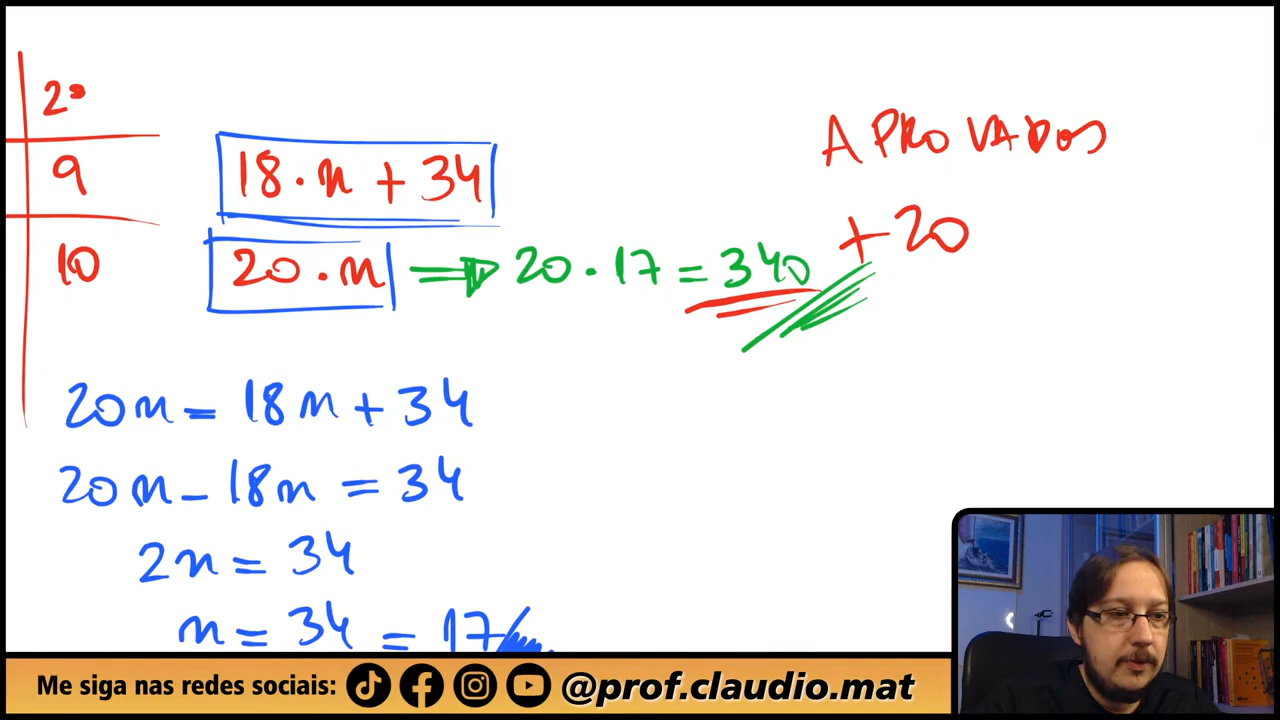 2
9
10
18 · n + 34
20 · n ⇒ 20 · 17 = 340
APROVADOS
+ 20
20n = 18n + 34
20n - 18n = 34
2n = 34
n = 34 = 17
Me siga nas redes sociais: @prof.claudio.mat